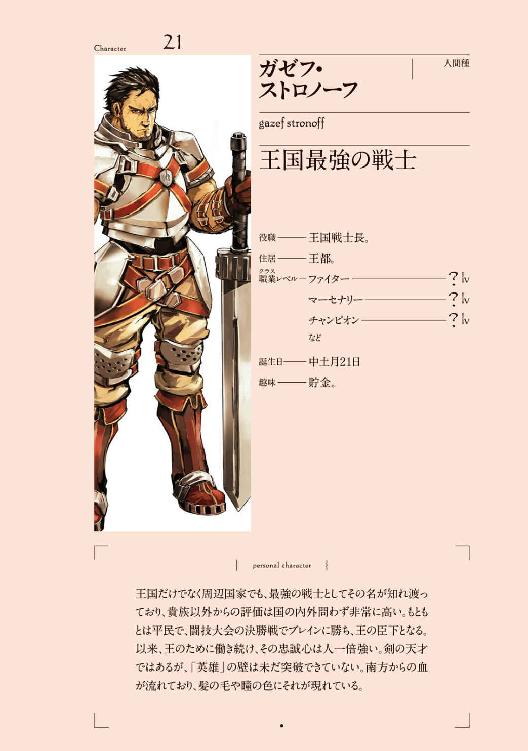 Character 21
ガゼフ・
ストロノーフ
人間種
gazef stronoff
王国最強の戦士
役職 王国戦士長。
住居 王都。
クラス
職業レベル ファイター ？lv
マーセナリー ？lv
チャンピオン ？lv
など
誕生日 中土月21日
趣味 貯金。
personal character
王国だけでなく周辺国家でも、最強の戦士としてその名が知れ渡っ
ており、貴族以外からの評価は国の内外問わず非常に高い。もとも
とは平民で、闘技大会の決勝戦でブレインに勝ち、王の臣下となる。
以来、王のために働き続け、その忠誠心は人一倍強い。剣の天才
ではあるが、「英雄」の壁は未だ突破できていない。南方からの血
が流れており、髪の毛や瞳の色にそれが現れている。